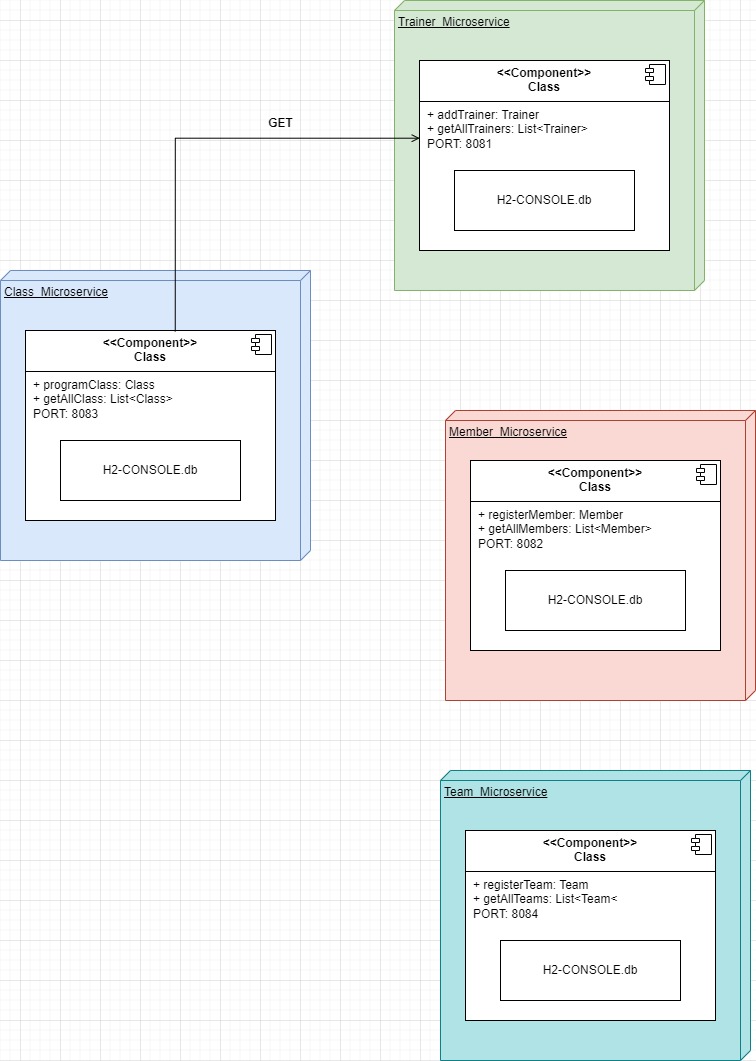 Trainer_Microservice
<<Component>>
Class
+ addTrainer: Trainer
+ getAllTrainers: List<Trainer>
PORT: 8081
H2-CONSOLE.db
GET
Class_Microservice
<<Component>>
Class
+ programClass: Class
+ getAllClass: List<Class>
PORT: 8083
H2-CONSOLE.db
Member_Microservice
<<Component>>
Class
+ registerMember: Member
+ getAllMembers: List<Member>
PORT: 8082
H2-CONSOLE.db
Team_Microservice
<<Component>>
Class
+ registerTeam: Team
+ getAllTeams: List<Team<
PORT: 8084
H2-CONSOLE.db